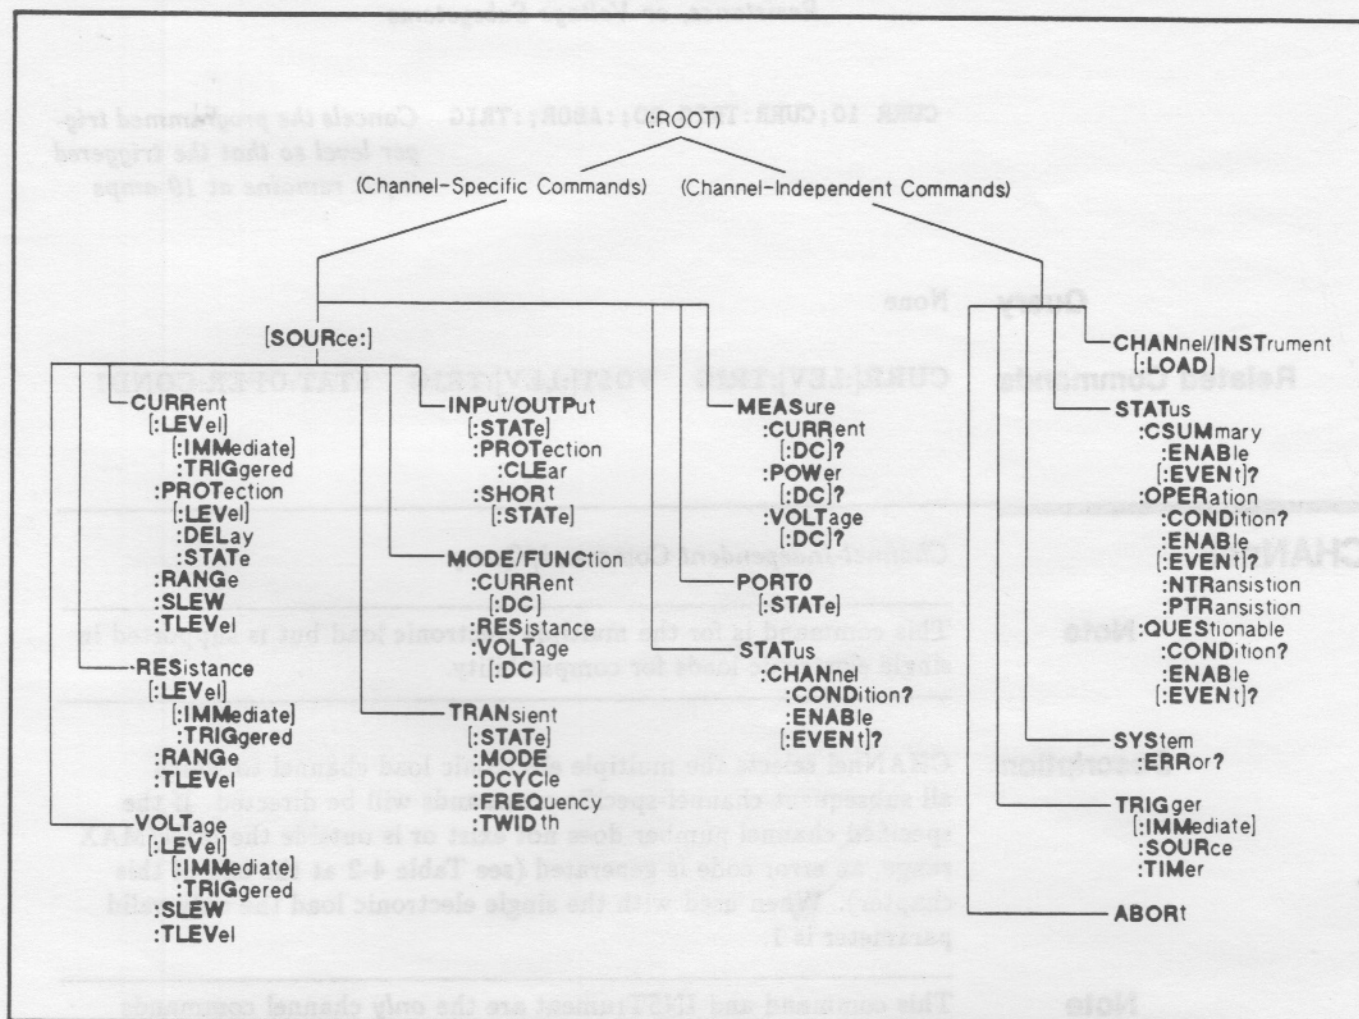 (:ROOT)
(Channel-Specific Commands)
(Channel-Independent Commands)
[SOURce:]
CURRent
[:LEVel]
[:IMMediate]
:TRIGgered
:PROTection
[:LEVel]
:DELay
:STATe
:RANGe
:SLEW
:TLEVel
RESistance
[:LEVel]
[:IMMediate]
:TRIGgered
:RANGe
:TLEVel
VOLTage
[:LEVel]
[:IMMediate]
:TRIGgered
:SLEW
:TLEVel
INPut/OUTPut
[:STATe]
:PROTection
:CLEar
:SHORt
[:STATe]
MODE/FUNCtion
:CURRent
[:DC]
:RESistance
:VOLTage
[:DC]
TRANsient
[:STATe]
:MODE
:DCYCle
:FREQuency
:TWIDth
MEASure
:CURRent
[:DC]?
:POWer
[:DC]?
:VOLTage
[:DC]?
PORT0
[:STATe]
STATus
:CHANnel
:CONDition?
:ENABle
[:EVENt]?
CHANnel/INSTrument
[:LOAD]
STATus
:CSUMmary
:ENABle
[:EVENt]?
:OPERation
:CONDition?
:ENABle
[:EVENt]?
:NTRansistion
:PTRansistion
:QUEStionable
:CONDition?
:ENABle
[:EVENt]?
SYStem
:ERRor?
TRIGger
[:IMMediate]
:SOURce
:TIMer
ABORt